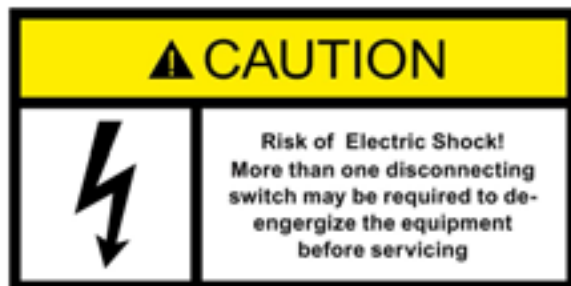 CAUTION
Risk of Electric Shock!
More than one disconnecting
switch may be required to de-
engergize the equipment
before servicing